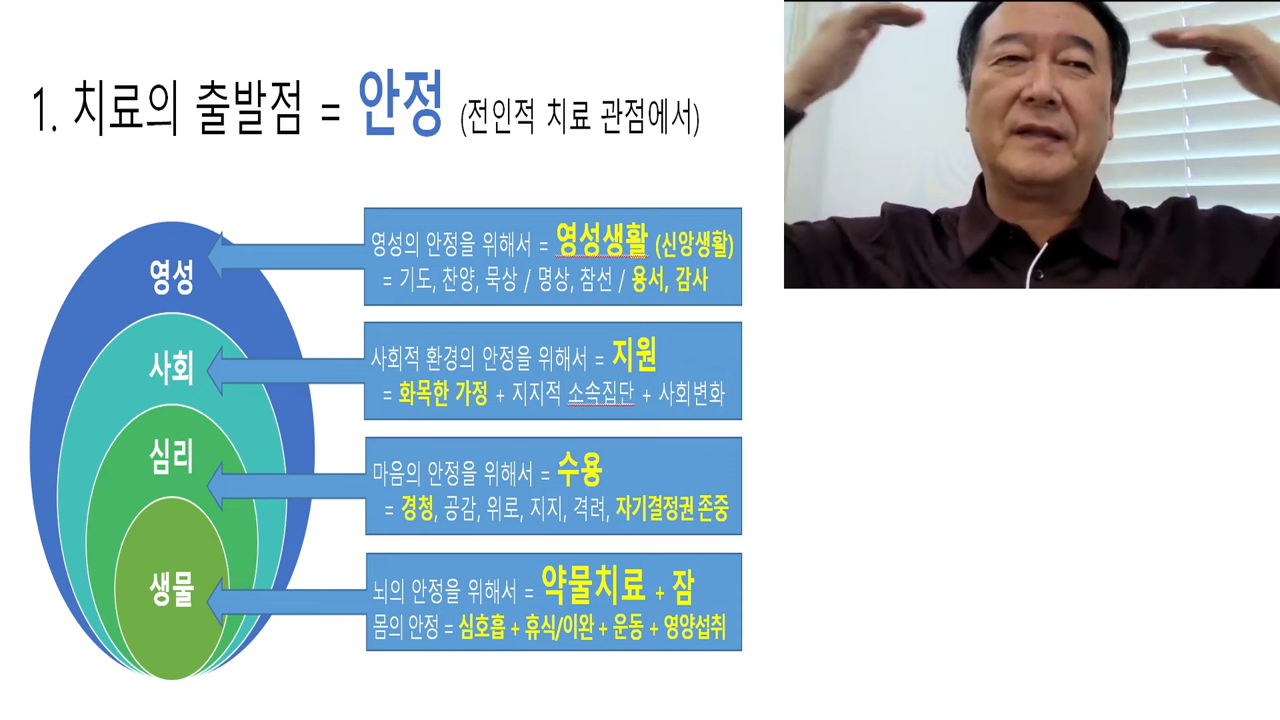 1. 치료의 출발점 = 안정 (전인적 치료 관점에서)
영성
영성의 안정을 위해서 = 영성생활 (신앙생활)
= 기도, 찬양, 묵상 / 명상, 참선 / 용서, 감사
사회
사회적 환경의 안정을 위해서 = 지원
= 화목한 가정 + 지지적 소속집단 + 사회변화
심리
마음의 안정을 위해서 = 수용
= 경청, 공감, 위로, 지지, 격려, 자기결정권 존중
생물
뇌의 안정을 위해서 = 약물치료 + 잠
몸의 안정 = 심호흡 + 휴식/이완 + 운동 + 영양섭취